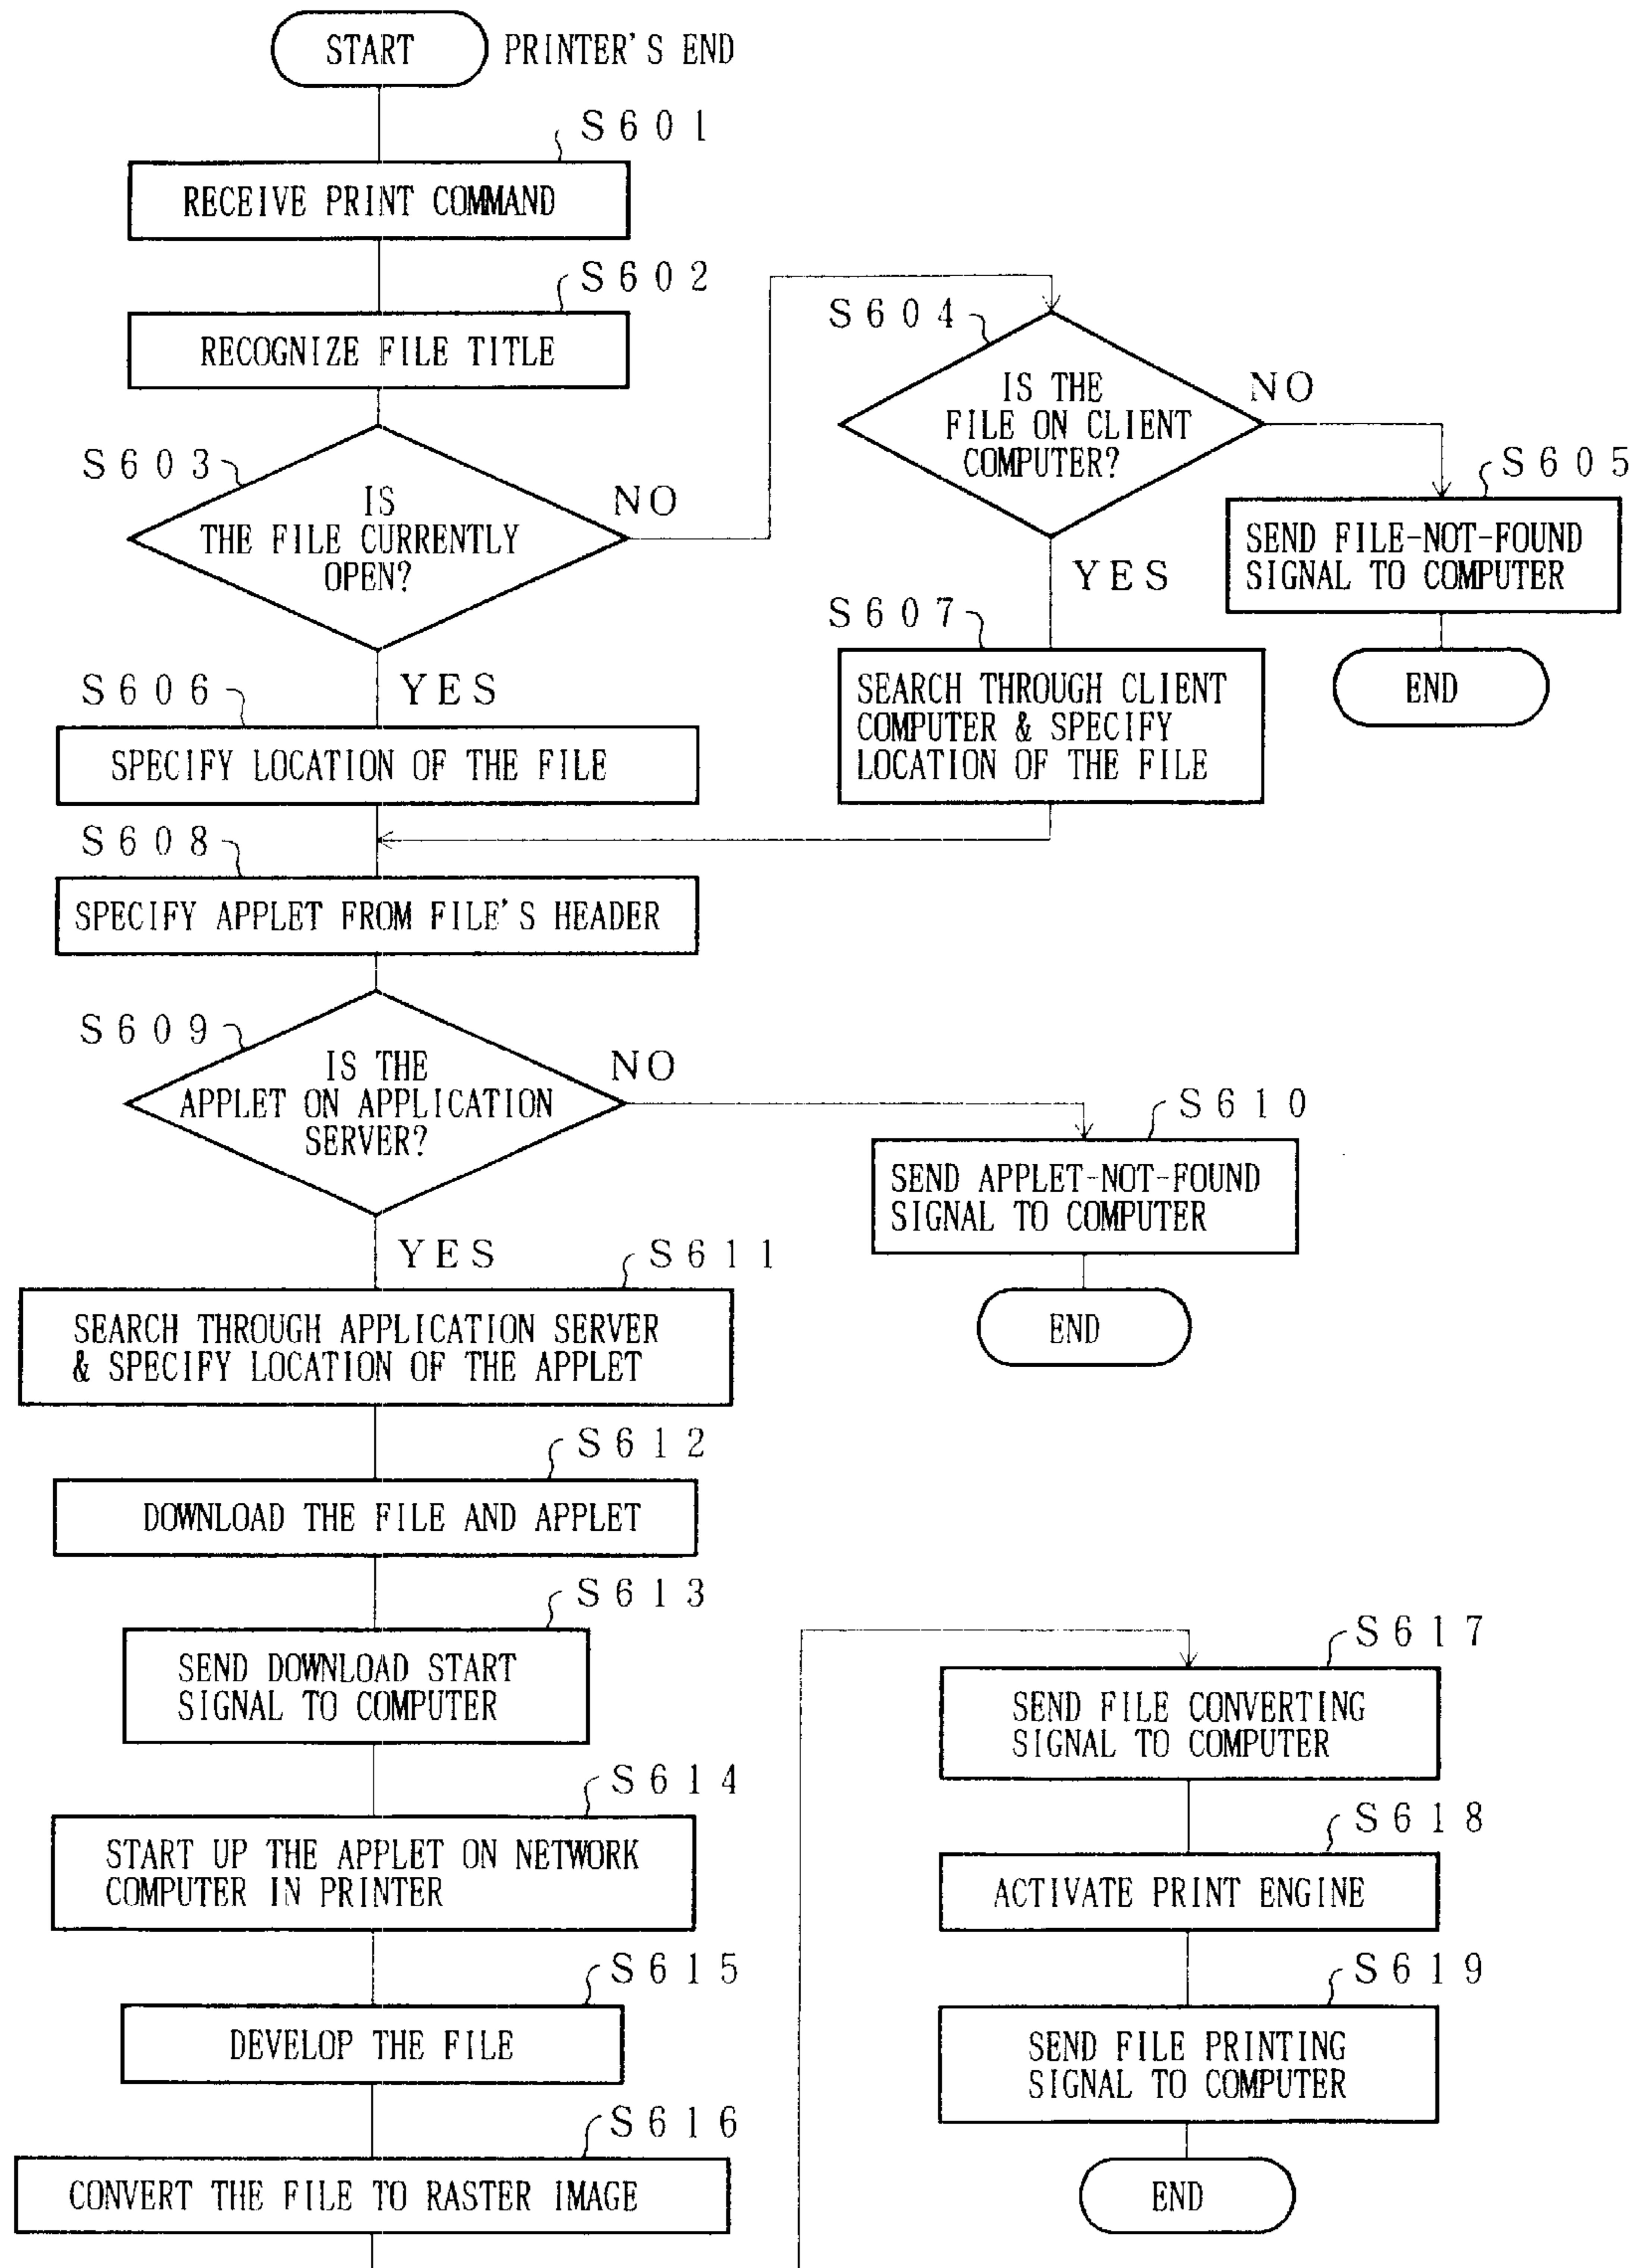 START
PRINTER'S END
S601
RECEIVE PRINT COMMAND
S602
RECOGNIZE FILE TITLE
S603
IS
THE FILE CURRENTLY
OPEN?
NO
S604
IS THE
FILE ON CLIENT
COMPUTER?
NO
S605
SEND FILE-NOT-FOUND
SIGNAL TO COMPUTER
END
YES
S607
SEARCH THROUGH CLIENT
COMPUTER & SPECIFY
LOCATION OF THE FILE
YES
S606
SPECIFY LOCATION OF THE FILE
S608
SPECIFY APPLET FROM FILE'S HEADER
S609
IS THE
APPLET ON APPLICATION
SERVER?
NO
S610
SEND APPLET-NOT-FOUND
SIGNAL TO COMPUTER
END
YES
S611
SEARCH THROUGH APPLICATION SERVER
& SPECIFY LOCATION OF THE APPLET
S612
DOWNLOAD THE FILE AND APPLET
S613
SEND DOWNLOAD START
SIGNAL TO COMPUTER
S614
START UP THE APPLET ON NETWORK
COMPUTER IN PRINTER
S615
DEVELOP THE FILE
S616
CONVERT THE FILE TO RASTER IMAGE
S617
SEND FILE CONVERTING
SIGNAL TO COMPUTER
S618
ACTIVATE PRINT ENGINE
S619
SEND FILE PRINTING
SIGNAL TO COMPUTER
END